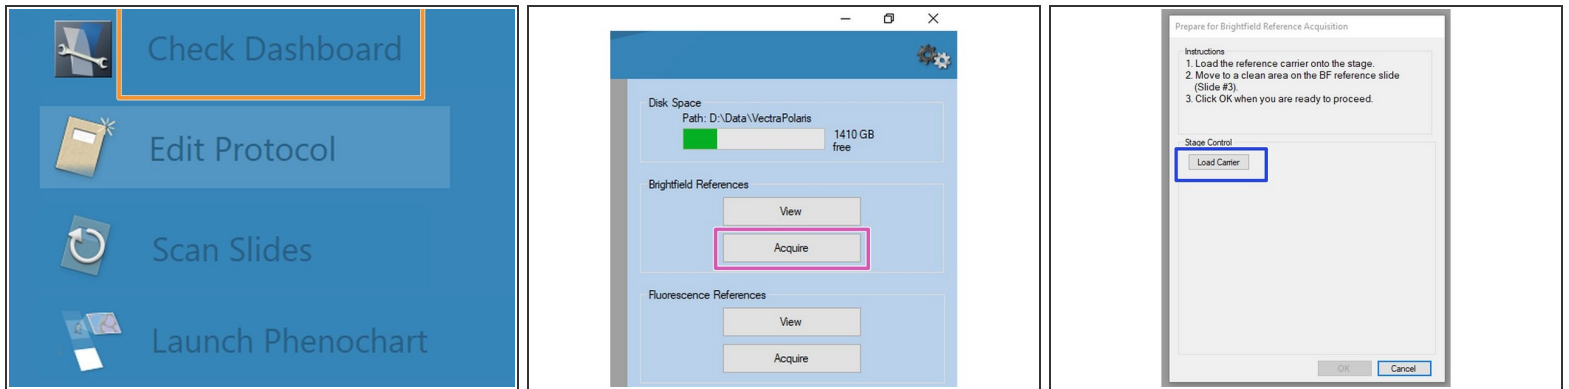 Check Dashboard
Edit Protocol
Scan Slides
Launch Phenochart
Disk Space
Path: D:\Data\VectraPolaris
1410 GB
free
Brightfield References
View
Acquire
Fluorescence References
View
Acquire
Prepare for Brightfield Reference Acquisition
Instructions
1. Load the reference carrier onto the stage.
2. Move to a clean area on the BF reference slide
(Slide #3).
3. Click OK when you are ready to proceed.
Stage Control
Load Carrier
OK
Cancel